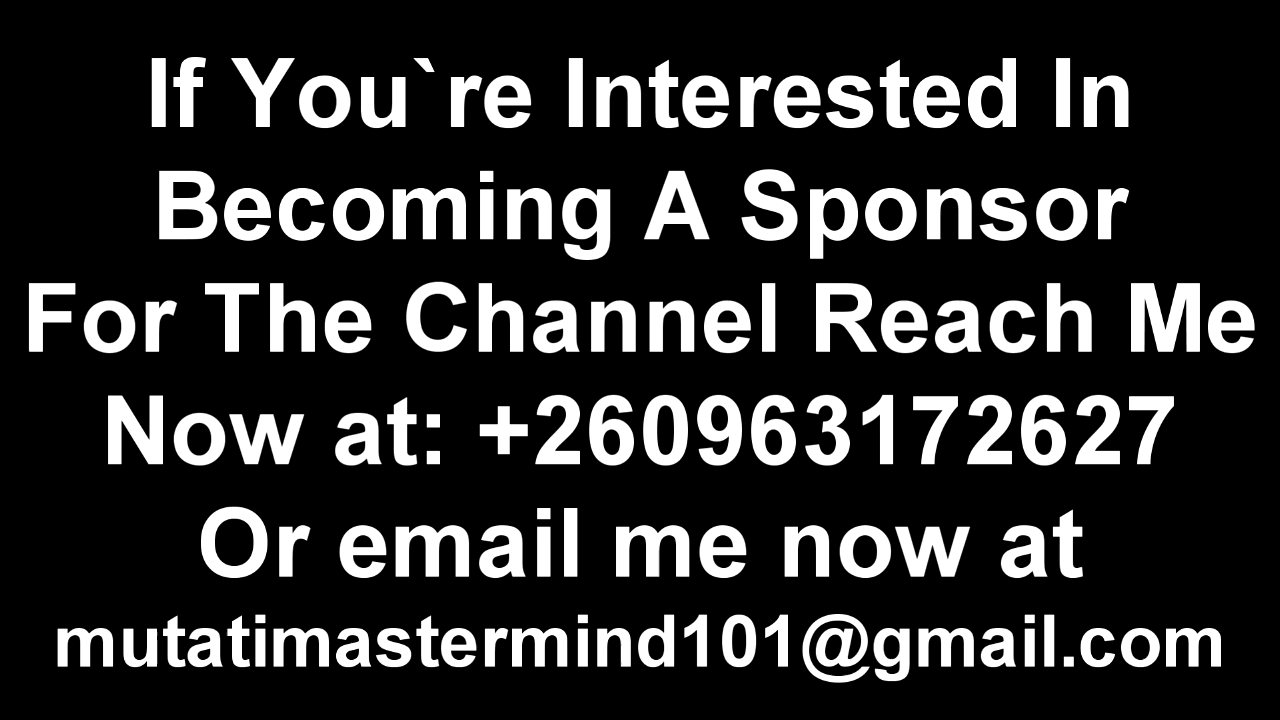 If You`re Interested In
Becoming A Sponsor
For The Channel Reach Me
Now at: +260963172627
Or email me now at
mutatimastermind101@gmail.com